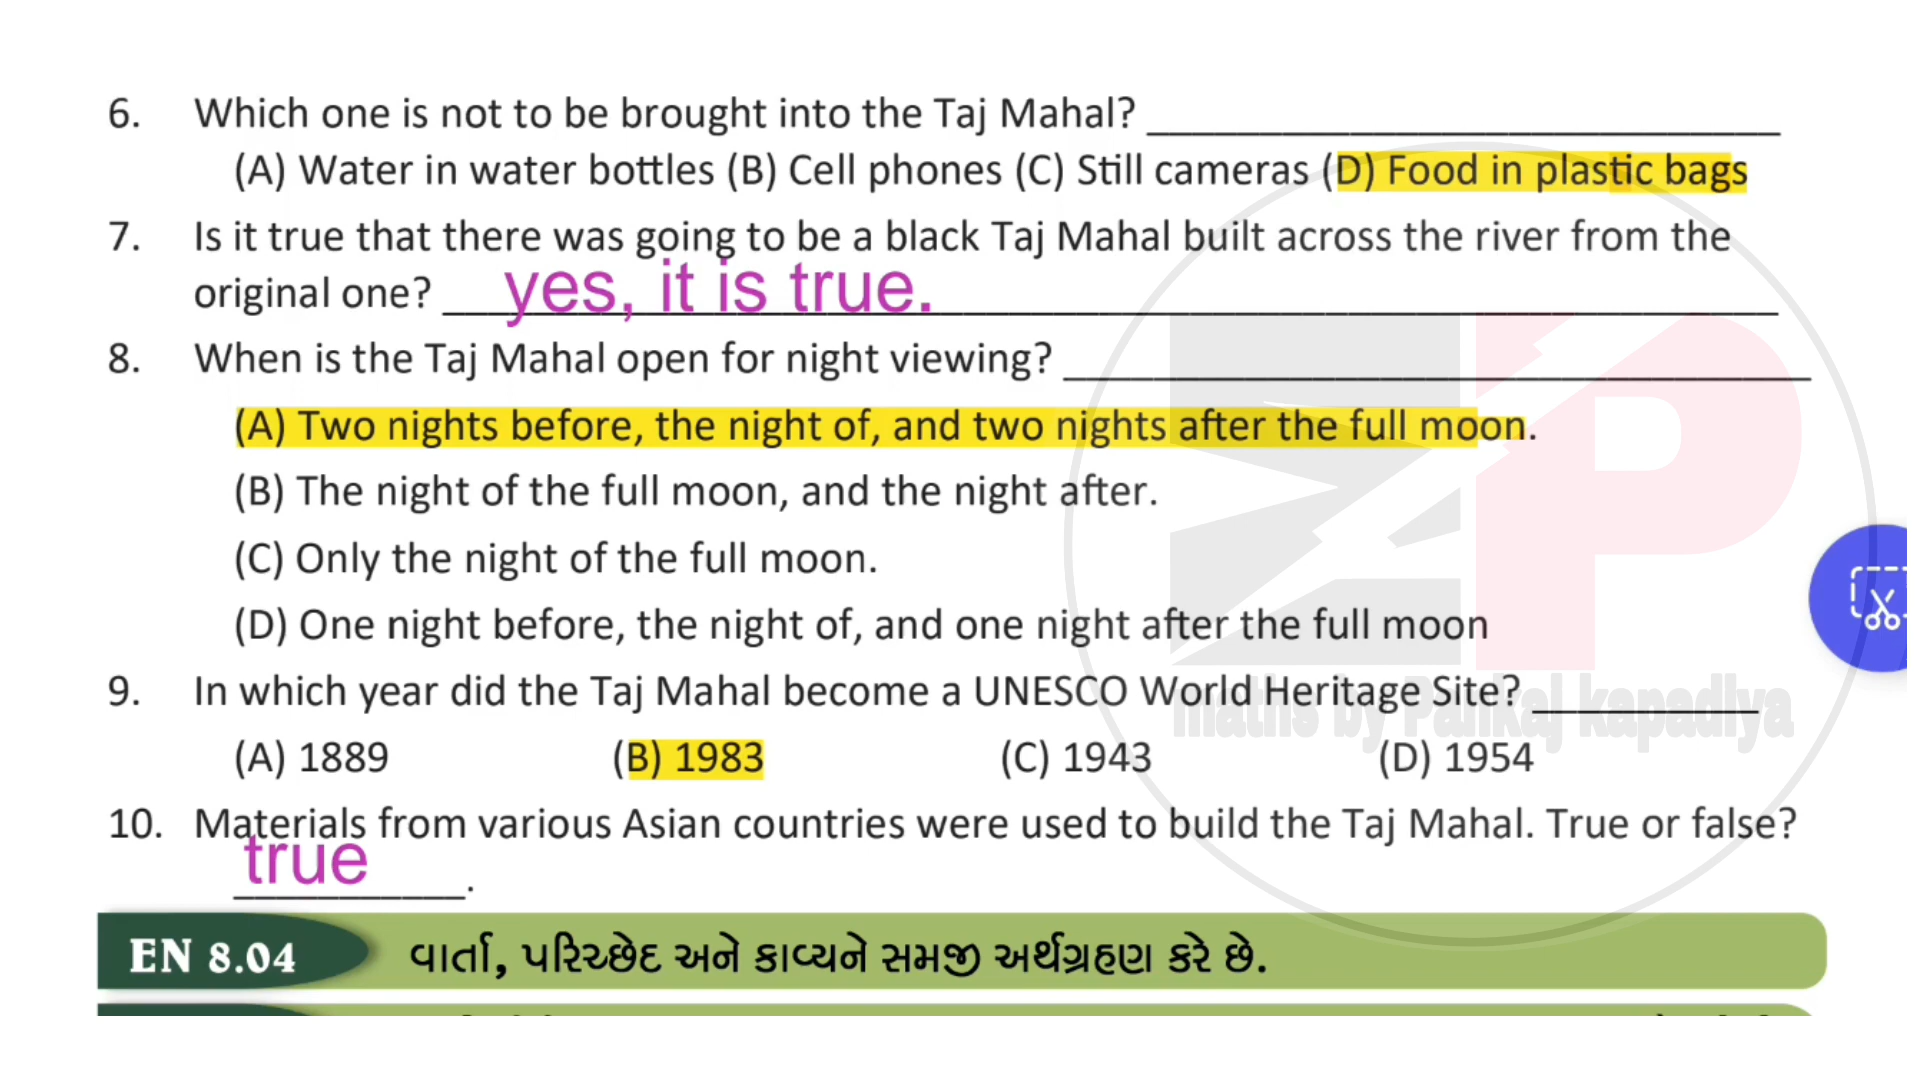 6. Which one is not to be brought into the Taj Mahal? ____________________
(A) Water in water bottles (B) Cell phones (C) Still cameras (D) Food in plastic bags
7. Is it true that there was going to be a black Taj Mahal built across the river from the
original one? yes, it is true.
8. When is the Taj Mahal open for night viewing? ____________________
(A) Two nights before, the night of, and two nights after the full moon.
(B) The night of the full moon, and the night after.
(C) Only the night of the full moon.
(D) One night before, the night of, and one night after the full moon
9. In which year did the Taj Mahal become a UNESCO World Heritage Site? __________
maths by Pankaj kapadiya
(A) 1889 (B) 1983 (C) 1943 (D) 1954
10. Materials from various Asian countries were used to build the Taj Mahal. True or false?
true.
EN 8.04 વાર્તા, પરિચ્છેદ અને કાવ્યને સમજી અર્થગ્રહણ કરે છે.